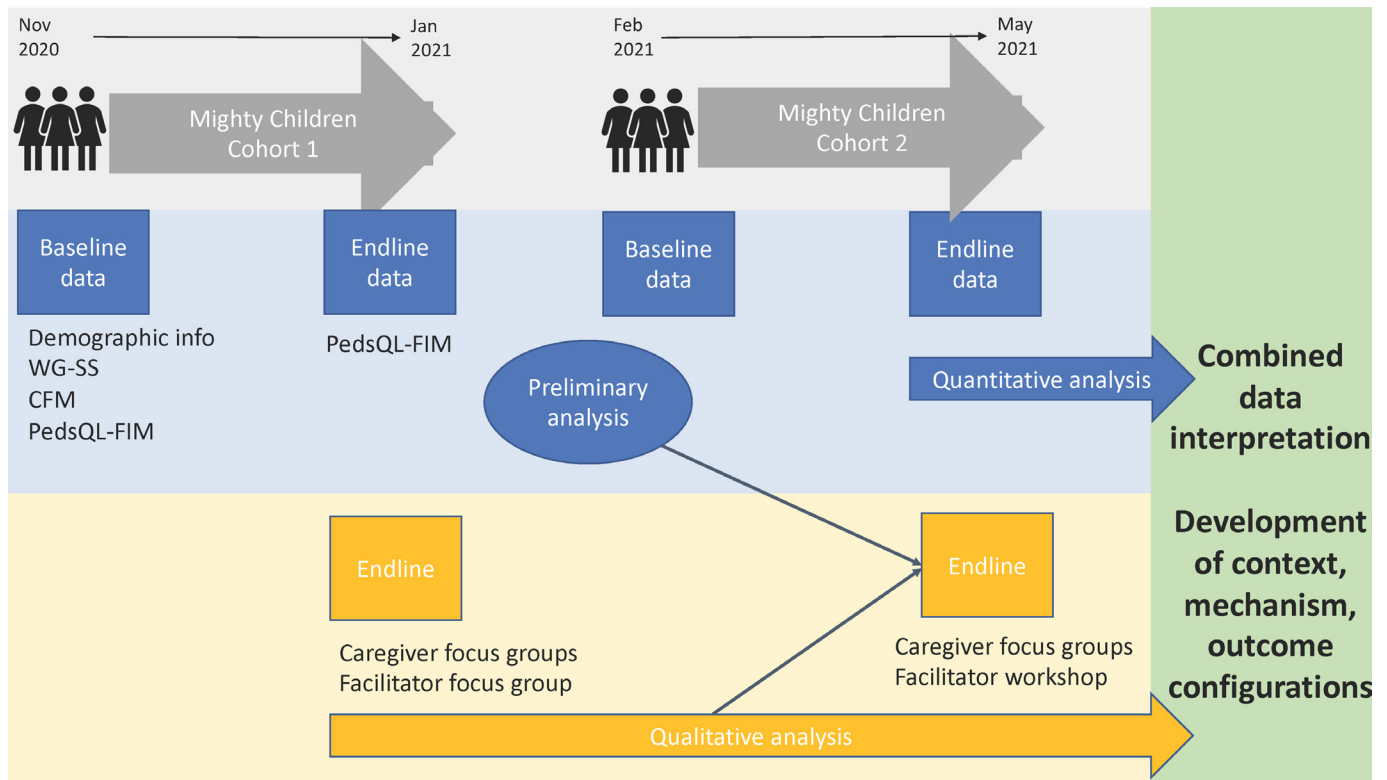 Nov
2020
Jan
2021
Feb
2021
May
2021
Mighty Children
Cohort 1
Mighty Children
Cohort 2
Baseline
data
Endline
data
Baseline
data
Endline
data
Demographic info
WG-SS
CFM
PedsQL-FIM
PedsQL-FIM
Preliminary
analysis
Quantitative analysis
Combined
data
interpretation
Endline
Endline
Caregiver focus groups
Facilitator focus group
Caregiver focus groups
Facilitator workshop
Development
of context,
mechanism,
outcome
configurations
Qualitative analysis